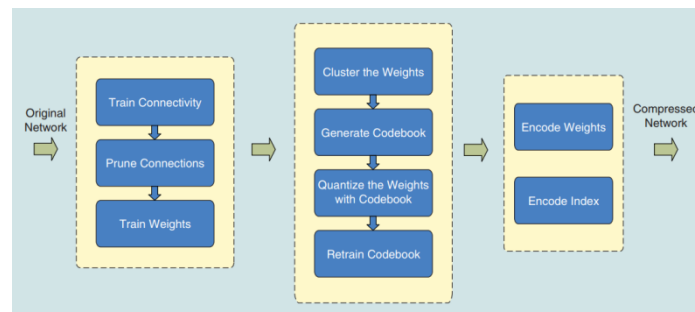 Original
Network
Train Connectivity
Prune Connections
Train Weights
Cluster the Weights
Generate Codebook
Quantize the Weights
with Codebook
Retrain Codebook
Encode Weights
Encode Index
Compressed
Network